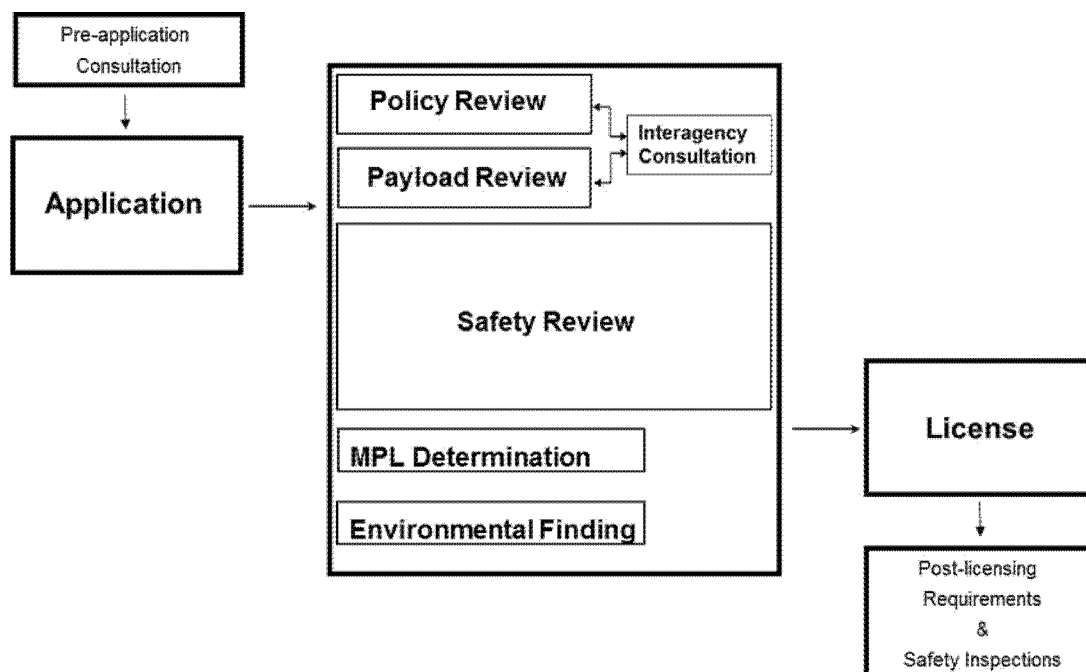 Pre-application
Consultation
Application
Policy Review
Interagency
Consultation
Payload Review
Safety Review
MPL Determination
Environmental Finding
License
Post-licensing
Requirements
&
Safety Inspections